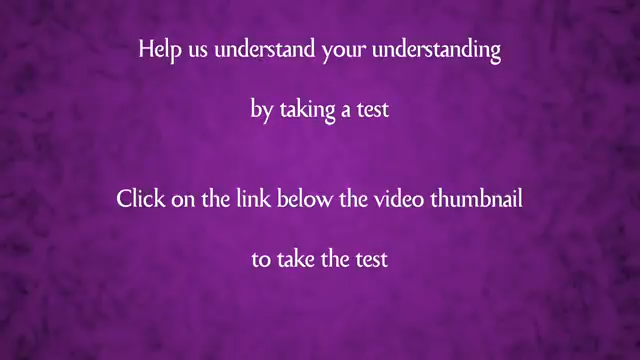 Help us understand your understanding
by taking a test
Click on the link below the video thumbnail
to take the test